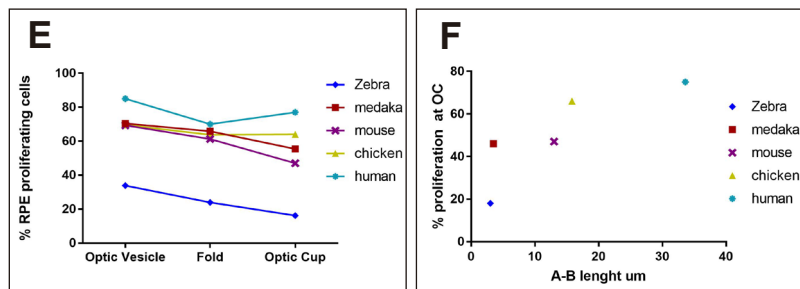 E
% RPE proliferating cells
100
80
60
40
20
0
Optic Vesicle
Fold
Optic Cup
Zebra
medaka
mouse
chicken
human
F
% proliferation at OC
80
60
40
20
0
0
10
20
30
40
A-B lenght um
Zebra
medaka
mouse
chicken
human